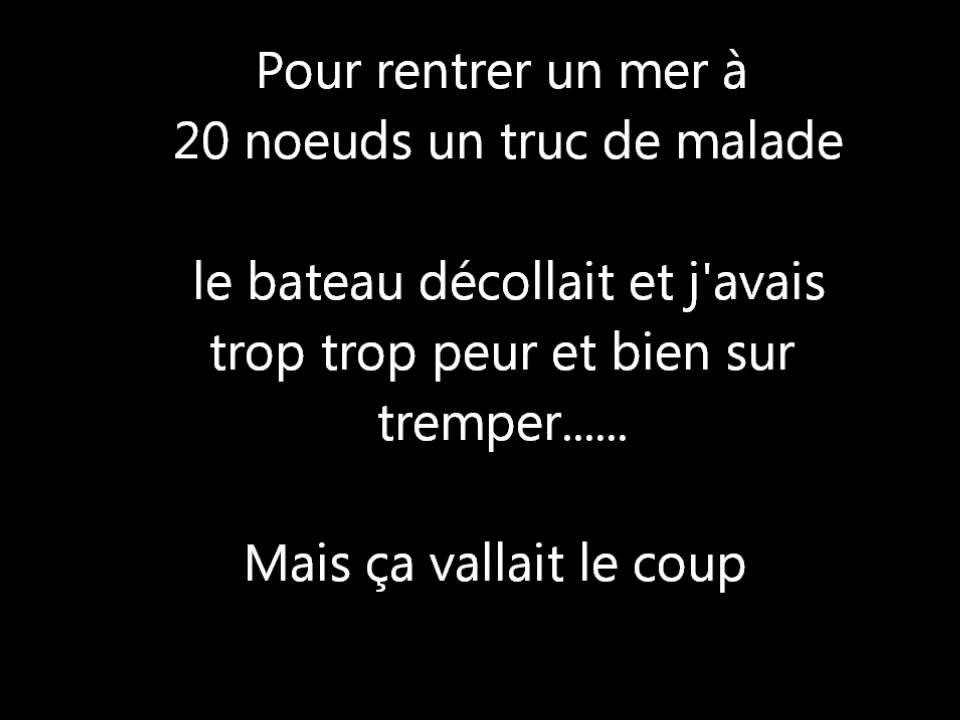 Pour rentrer un mer à
20 noeuds un truc de malade
le bateau décollait et j'avais
trop trop peur et bien sur
tremper......
Mais ça vallait le coup